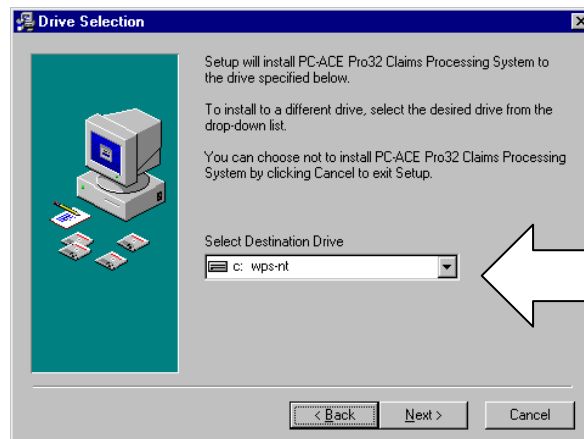 Drive Selection
Setup will install PC-ACE Pro32 Claims Processing System to
the drive specified below.
To install to a different drive, select the desired drive from the
drop-down list.
You can choose not to install PC-ACE Pro32 Claims Processing
System by clicking Cancel to exit Setup.
Select Destination Drive
c: wps-nt
< Back
Next >
Cancel